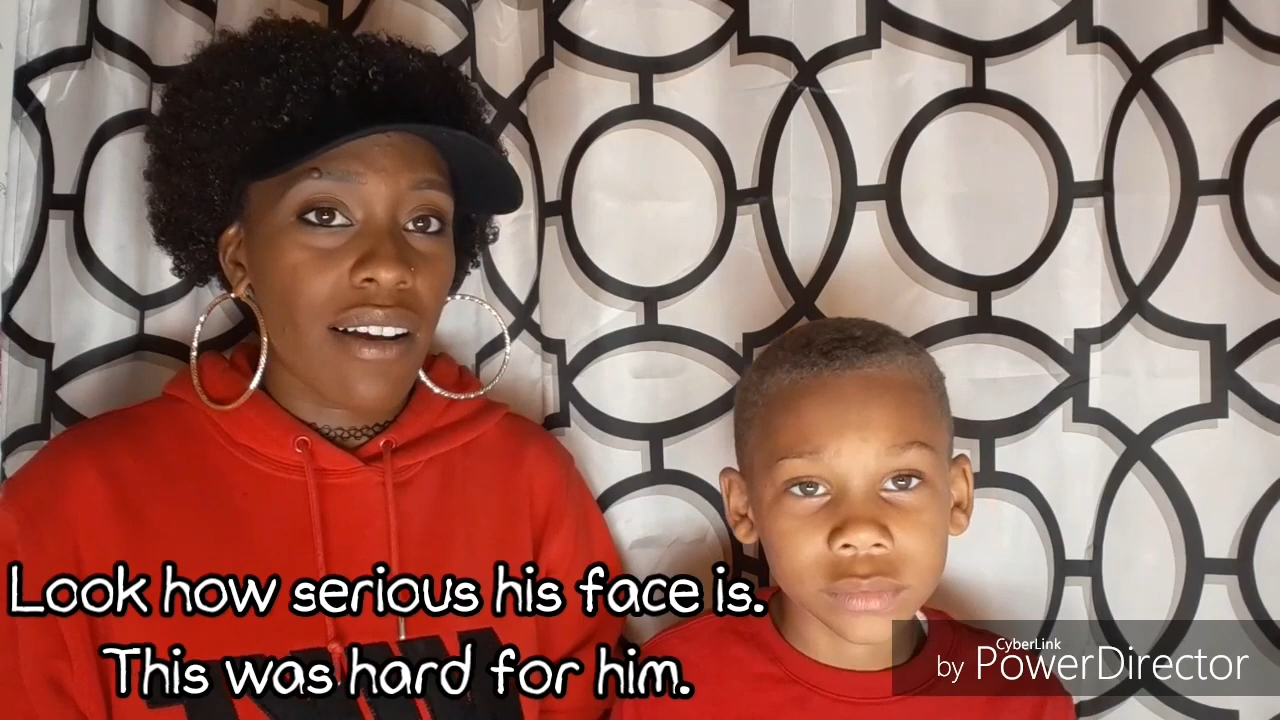 Look how serious his face is.
This was hard for him.
CyberLink
by PowerDirector